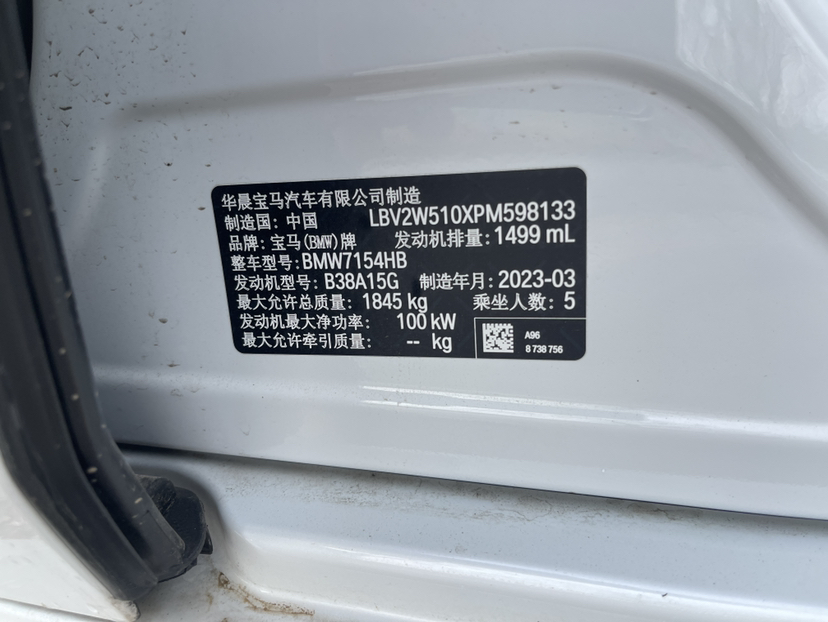 华晨宝马汽车有限公司制造
制造国: 中国 LBV2W510XPM598133
品牌: 宝马(BMW)牌 发动机排量: 1499 mL
整车型号: BMW7154HB
发动机型号: B38A15G 制造年月: 2023-03
最大允许总质量: 1845 kg 乘坐人数: 5
发动机最大净功率: 100 kW
最大允许牵引质量: -- kg
A96
8 738 756